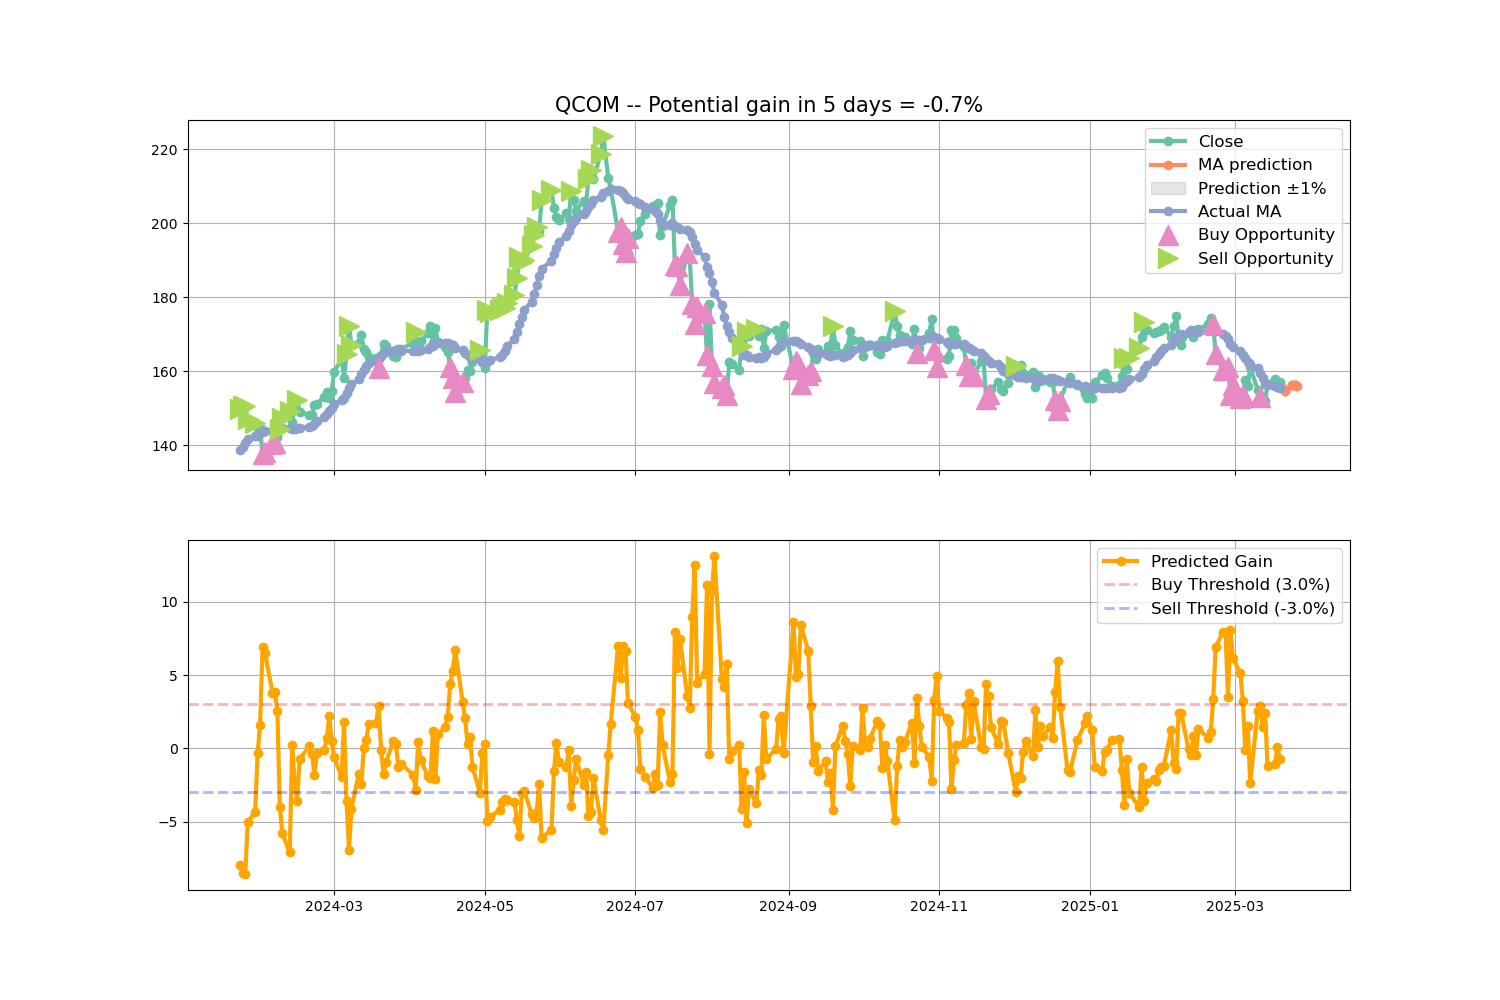 QCOM -- Potential gain in 5 days = -0.7%
220
200
180
160
140
Close
MA prediction
Prediction ±1%
Actual MA
Buy Opportunity
Sell Opportunity
10
5
0
−5
Predicted Gain
Buy Threshold (3.0%)
Sell Threshold (-3.0%)
2024-03
2024-05
2024-07
2024-09
2024-11
2025-01
2025-03